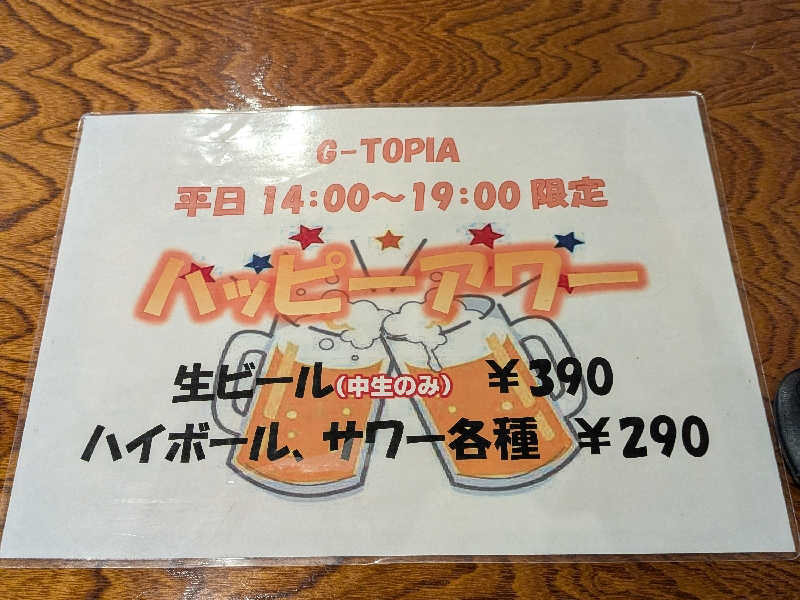 G-TOPIA
平日 14:00～19:00 限定
ハッピーアワー
生ビール(中生のみ) ￥390
ハイボール、サワー各種 ￥290